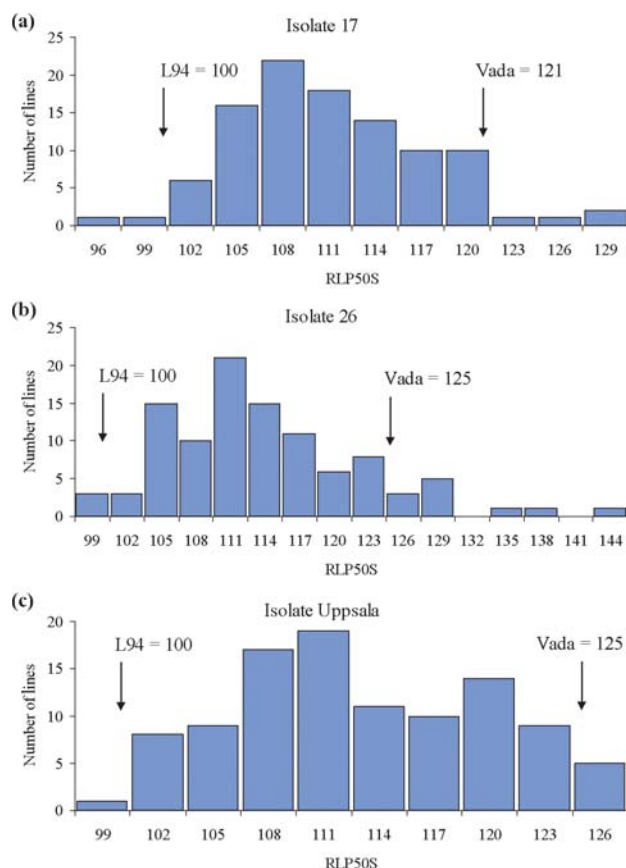 (a)
Isolate 17
L94 = 100
Vada = 121
Number of lines
25
20
15
10
5
0
96 99 102 105 108 111 114 117 120 123 126 129
RLP50S
(b)
Isolate 26
L94 = 100
Vada = 125
Number of lines
25
20
15
10
5
0
99 102 105 108 111 114 117 120 123 126 129 132 135 138 141 144
RLP50S
(c)
Isolate Uppsala
L94 = 100
Vada = 125
Number of lines
20
15
10
5
0
99 102 105 108 111 114 117 120 123 126
RLP50S